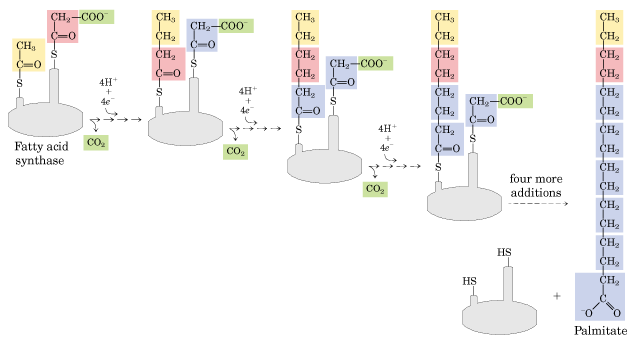 CH₃
C=O
S
CH₂—COO⁻
C=O
S
Fatty acid
synthase
4H⁺
+
4e⁻
CO₂
CH₃
CH₂
CH₂
C=O
S
CH₂—COO⁻
C=O
S
4H⁺
+
4e⁻
CO₂
CH₃
CH₂
CH₂
CH₂
CH₂
C=O
S
CH₂—COO⁻
C=O
S
4H⁺
+
4e⁻
CO₂
CH₃
CH₂
CH₂
CH₂
CH₂
CH₂
CH₂
C=O
S
CH₂—COO⁻
C=O
S
four more
additions
HS
HS
+
CH₃
CH₂
CH₂
CH₂
CH₂
CH₂
CH₂
CH₂
CH₂
CH₂
CH₂
CH₂
CH₂
CH₂
CH₂
C
⁻O O
Palmitate